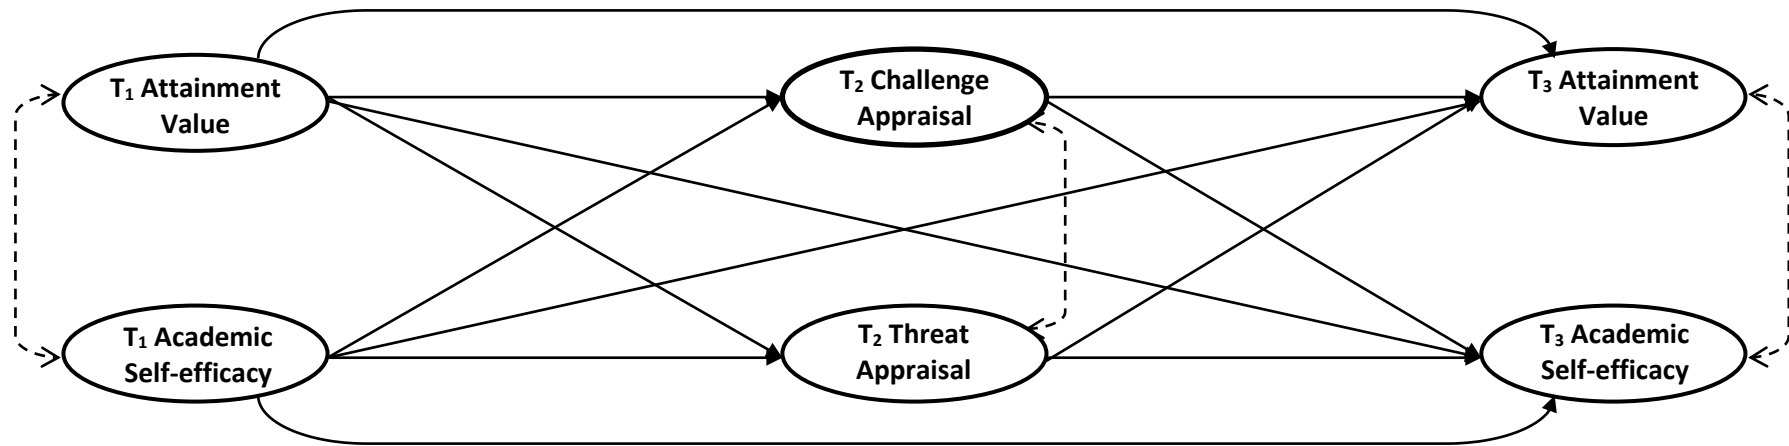 T₁ Attainment
Value
T₂ Challenge
Appraisal
T₃ Attainment
Value
T₁ Academic
Self-efficacy
T₂ Threat
Appraisal
T₃ Academic
Self-efficacy